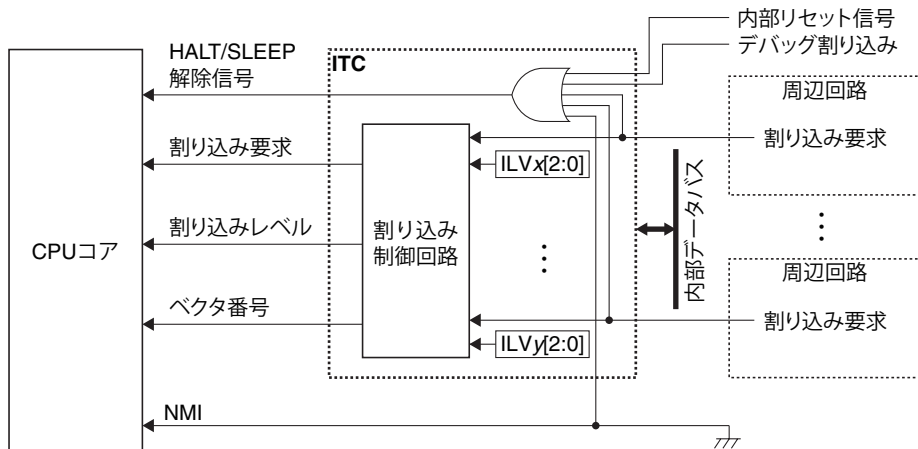 内部リセット信号
デバッグ割り込み
HALT/SLEEP
解除信号
ITC
周辺回路
割り込み要求
割り込み要求
ILVx[2:0]
内部データバス
CPUコア
割り込みレベル
割り込み
制御回路
周辺回路
ベクタ番号
割り込み要求
ILVy[2:0]
NMI